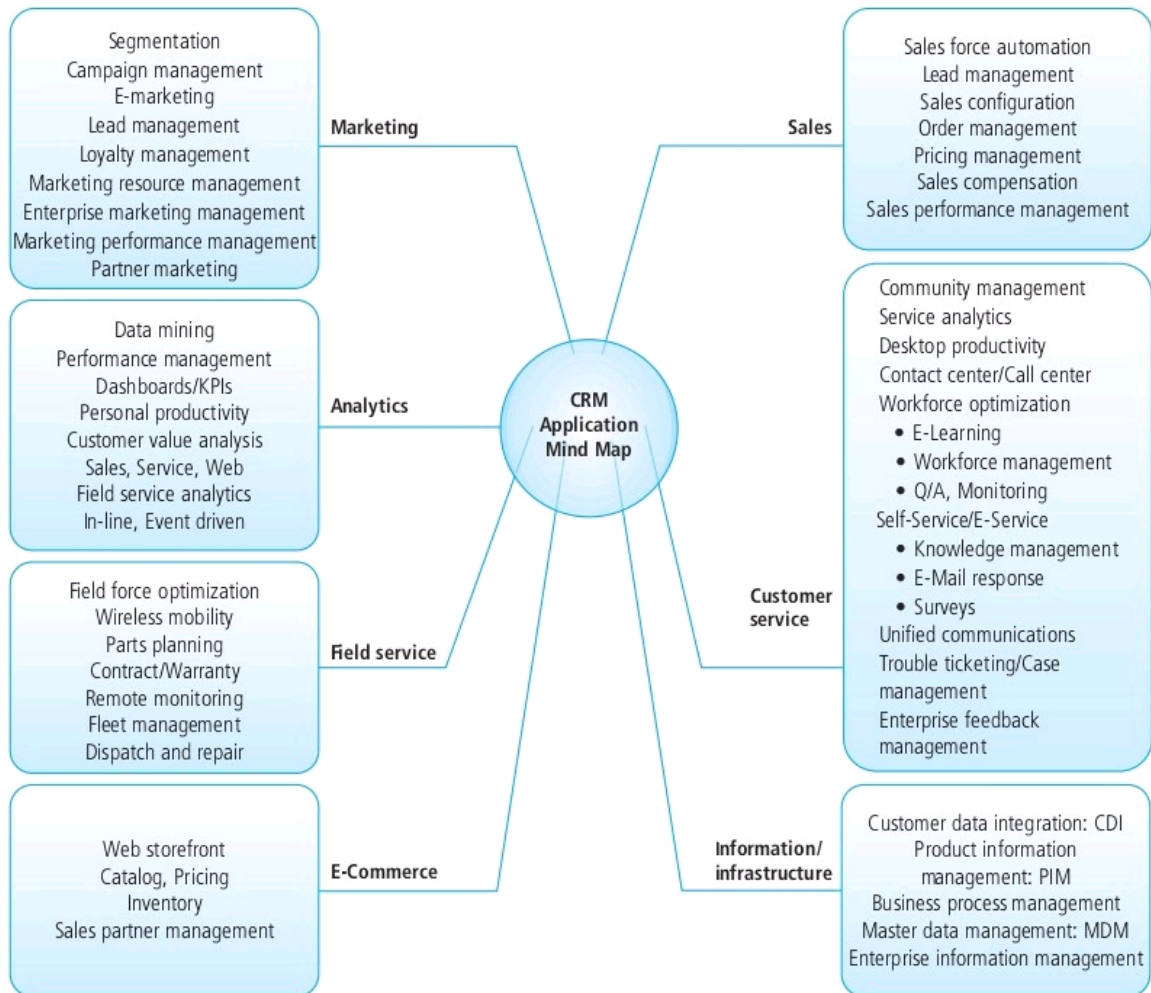 Segmentation
Campaign management
E-marketing
Lead management
Loyalty management
Marketing resource management
Enterprise marketing management
Marketing performance management
Partner marketing
Marketing
Sales
Sales force automation
Lead management
Sales configuration
Order management
Pricing management
Sales compensation
Sales performance management
Data mining
Performance management
Dashboards/KPIs
Personal productivity
Customer value analysis
Sales, Service, Web
Field service analytics
In-line, Event driven
Analytics
CRM
Application
Mind Map
Community management
Service analytics
Desktop productivity
Contact center/Call center
Workforce optimization
• E-Learning
• Workforce management
• Q/A, Monitoring
Self-Service/E-Service
• Knowledge management
• E-Mail response
• Surveys
Unified communications
Trouble ticketing/Case
management
Enterprise feedback
management
Customer
service
Field force optimization
Wireless mobility
Parts planning
Contract/Warranty
Remote monitoring
Fleet management
Dispatch and repair
Field service
Web storefront
Catalog, Pricing
Inventory
Sales partner management
E-Commerce
Information/
infrastructure
Customer data integration: CDI
Product information
management: PIM
Business process management
Master data management: MDM
Enterprise information management